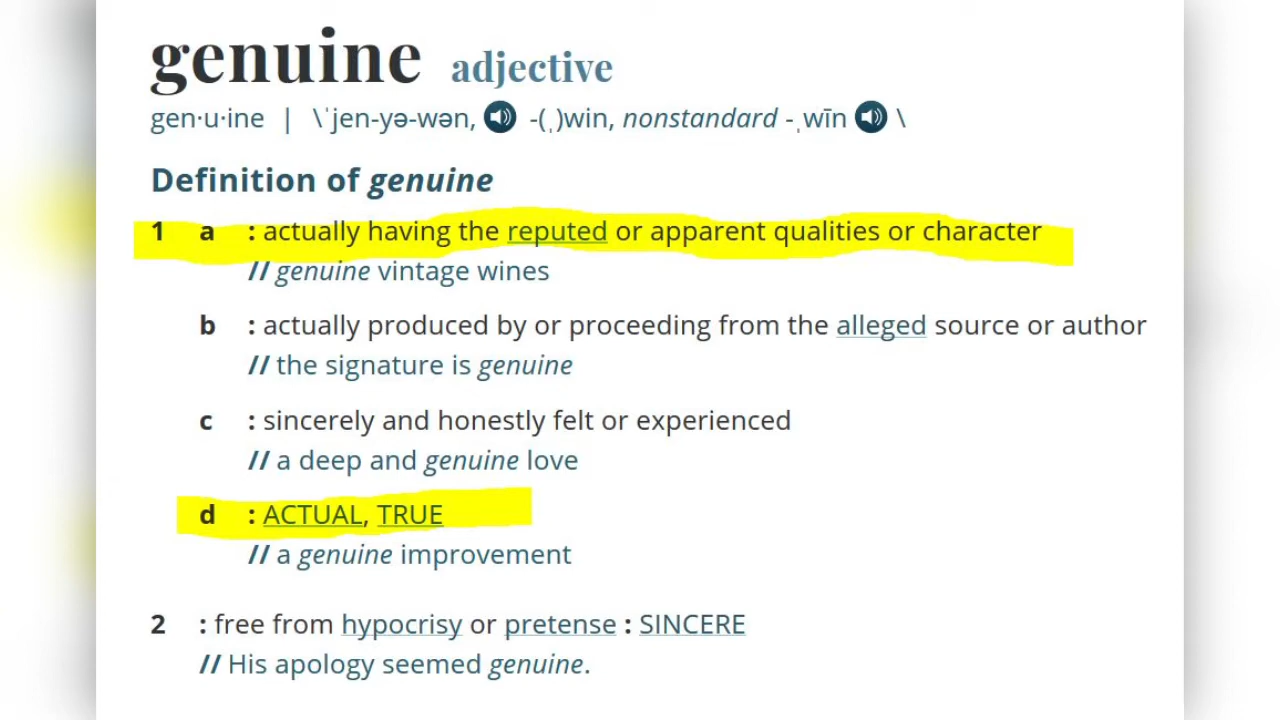 genuine adjective
gen·u·ine | \ ˈjen-yə-wən, -(ˌ)win, nonstandard -ˌwīn \
Definition of genuine
1 a : actually having the reputed or apparent qualities or character
// genuine vintage wines
b : actually produced by or proceeding from the alleged source or author
// the signature is genuine
c : sincerely and honestly felt or experienced
// a deep and genuine love
d : ACTUAL, TRUE
// a genuine improvement
2 : free from hypocrisy or pretense : SINCERE
// His apology seemed genuine.